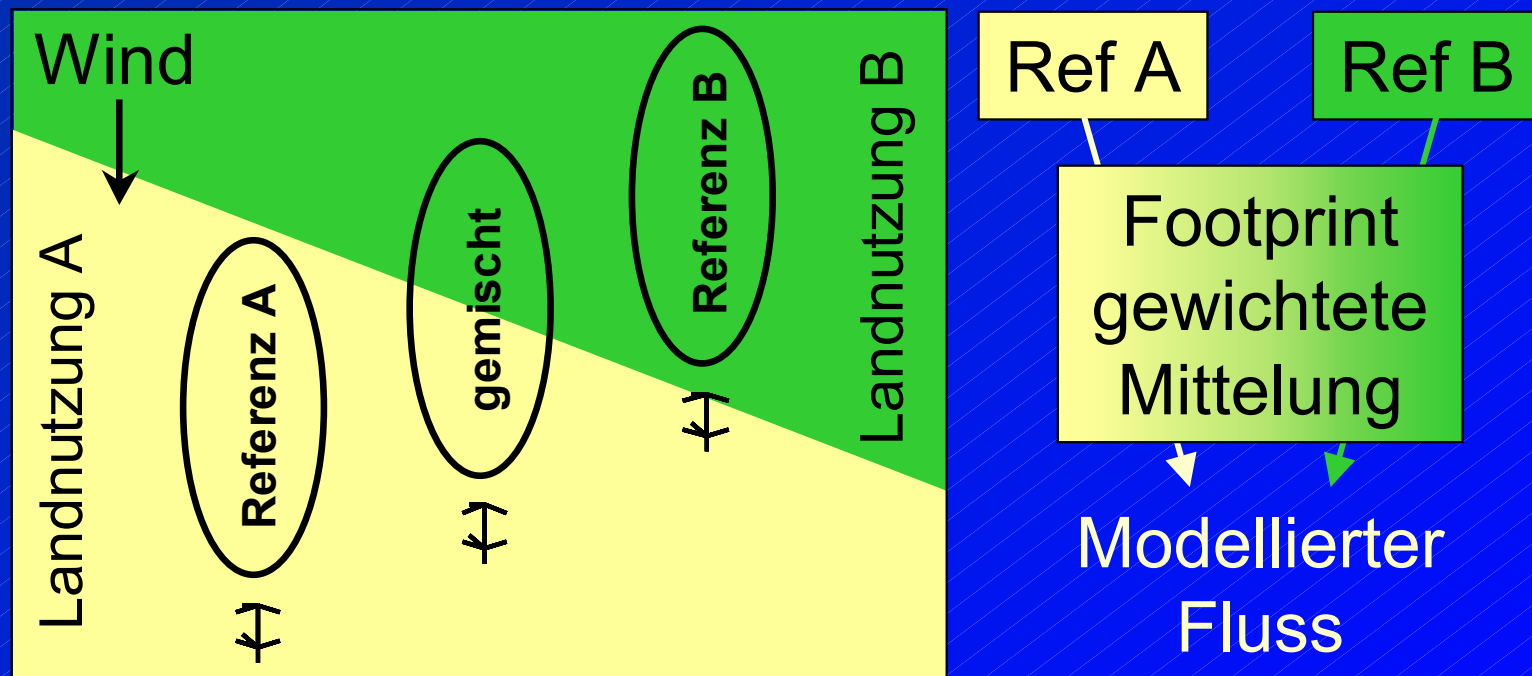 Wind
Landnutzung A
Referenz A
gemischt
Referenz B
Landnutzung B
Ref A
Ref B
Footprint
gewichtete
Mittelung
Modellierter
Fluss